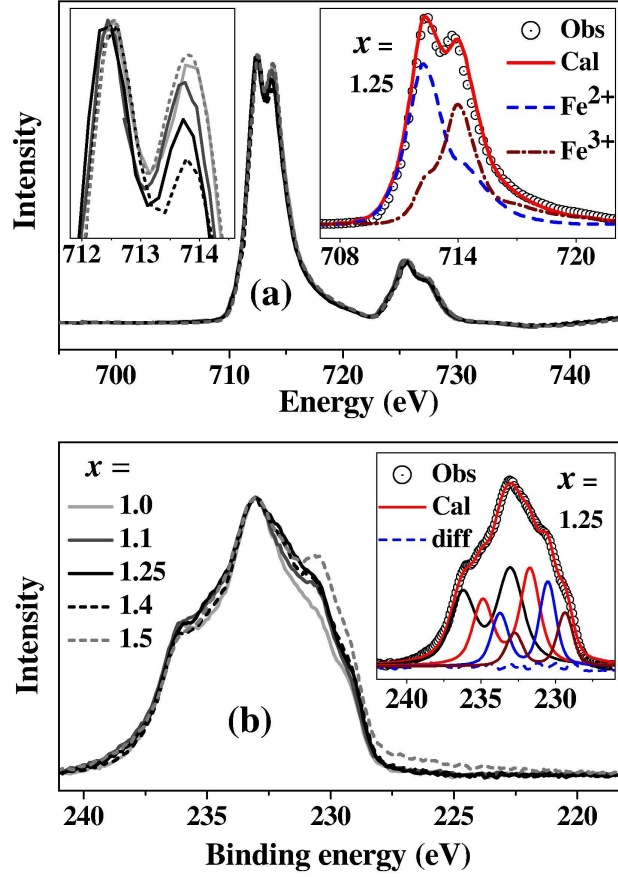 Intensity
712 713 714
x =
1.25
Obs
Cal
Fe2+
Fe3+
708 714 720
(a)
700 710 720 730 740
Energy (eV)
Intensity
x =
1.0
1.1
1.25
1.4
1.5
Obs
Cal
diff
x =
1.25
240 235 230
(b)
240 235 230 225 220
Binding energy (eV)